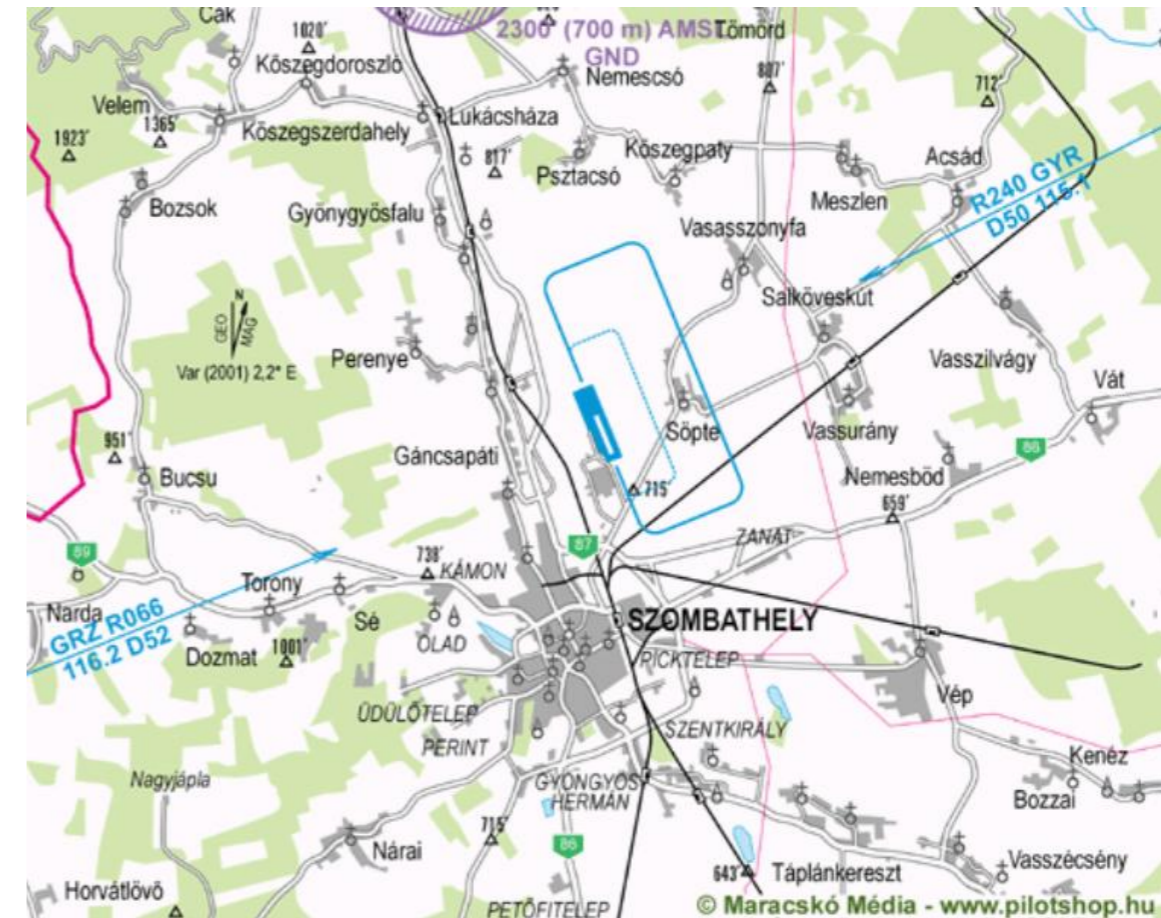 Cák
1020'
2300' (700 m) AMSL
GND
Tömörd
Kőszegdoroszló
Nemescsó
807'
712'
Velem
1365'
1923'
Kőszegszerdahely
Lukácsháza
817'
Psztacsó
Kőszegpaty
Acsád
Meszlen
R240 GYR
D50 115.1
Bozsok
Gyöngyösfalu
Vasasszonyfa
Salköveskút
N
GEO
MAG
Var (2001) 2,2° E
Perenye
Vasszilvágy
Vát
951'
Söpte
Vassurány
Bucsu
Gáncsapáti
715'
Nemesbőd
88
659'
89
87
ZANAT
738'
KÁMON
Torony
Narda
GRZ R066
116.2 D52
Sé
OLAD
SZOMBATHELY
Dozmat
1001'
PICKTELEP
Vép
ÜDÜLŐTELEP
PERINT
SZENTKIRÁLY
Nagyjápla
GYÖNGYÖS
HERMÁN
Kenéz
Bozzai
715'
Nárai
86
643'
Táplánkereszt
Vasszécsény
Horvátlövő
PETŐFITELEP
© Maracskó Média - www.pilotshop.hu